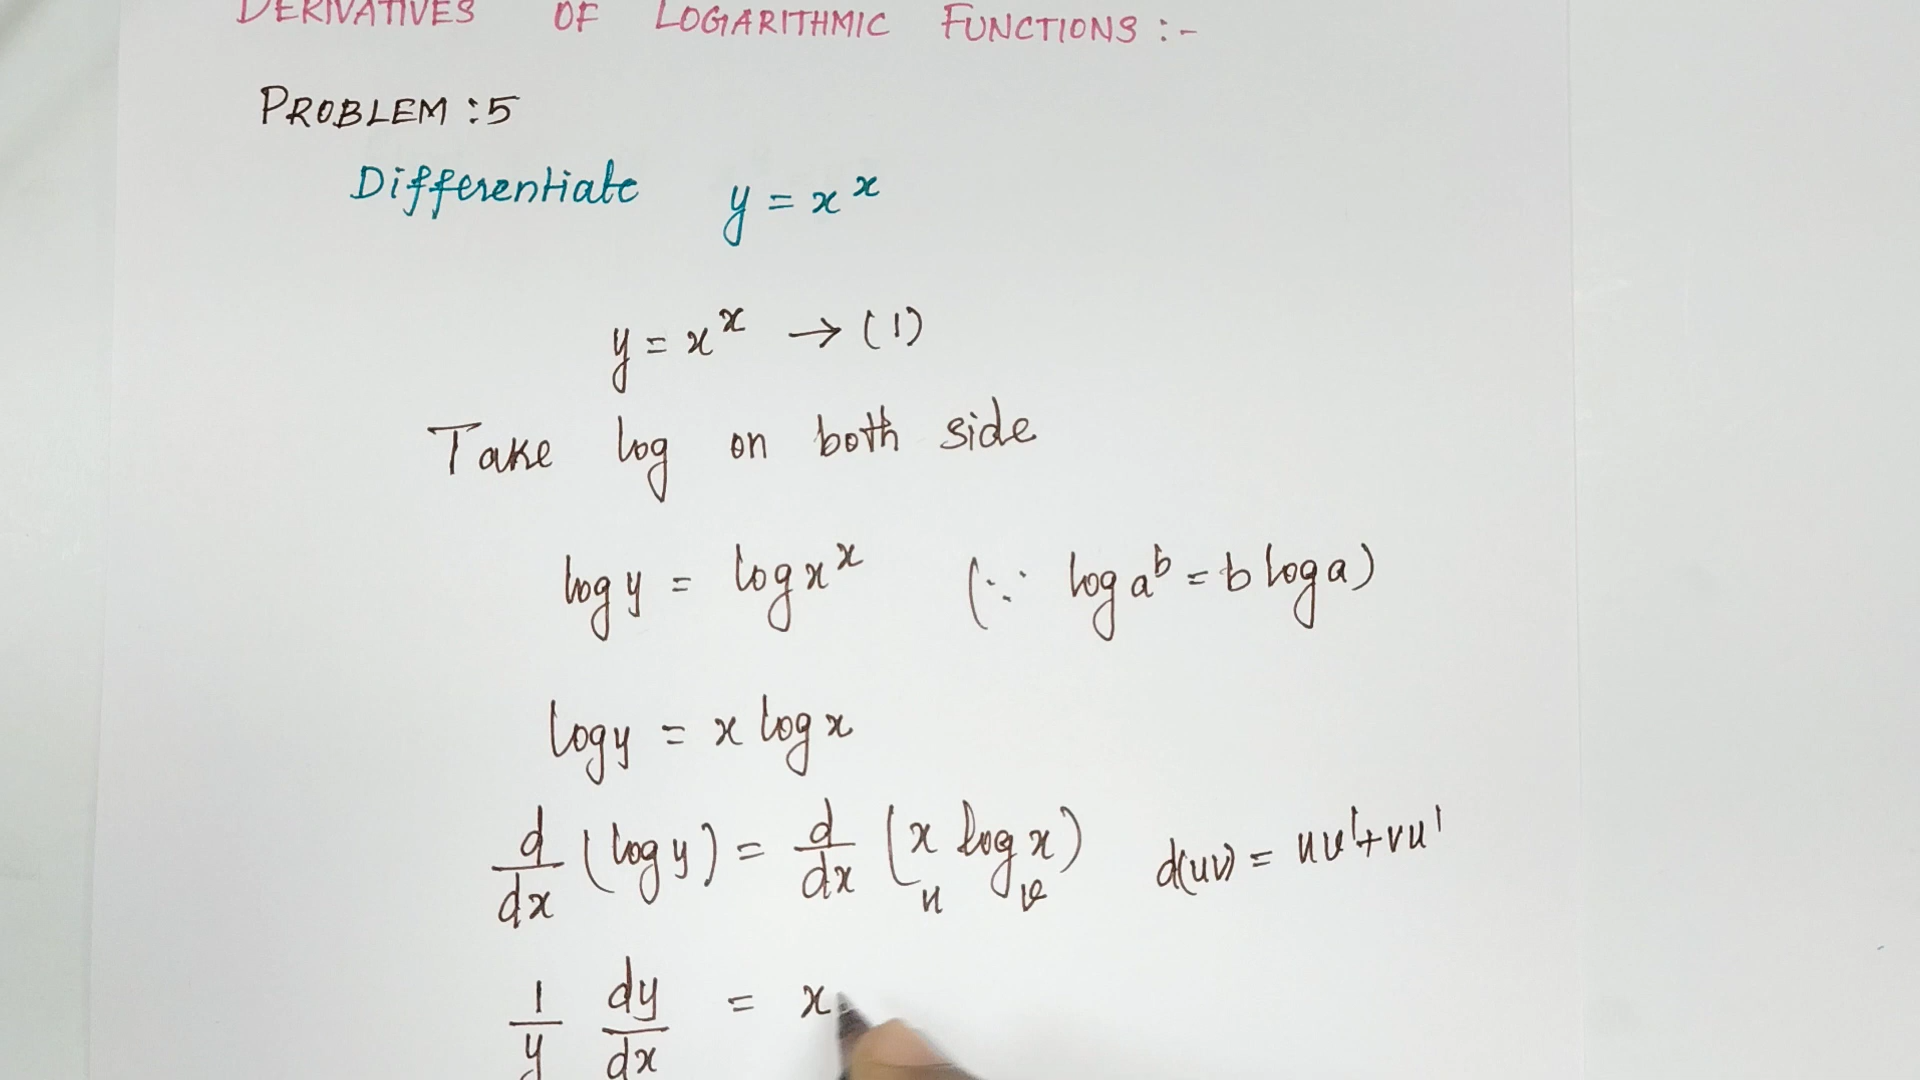 DERIVATIVES OF LOGARITHMIC FUNCTIONS :-
PROBLEM : 5
Differentiate y = x^x
y = x^x → (1)
Take log on both side
log y = log x^x (∵ log a^b = b log a)
log y = x log x
d/dx (log y) = d/dx (x log x) d(uv) = uv' + vu'
u v
1/y dy/dx = x